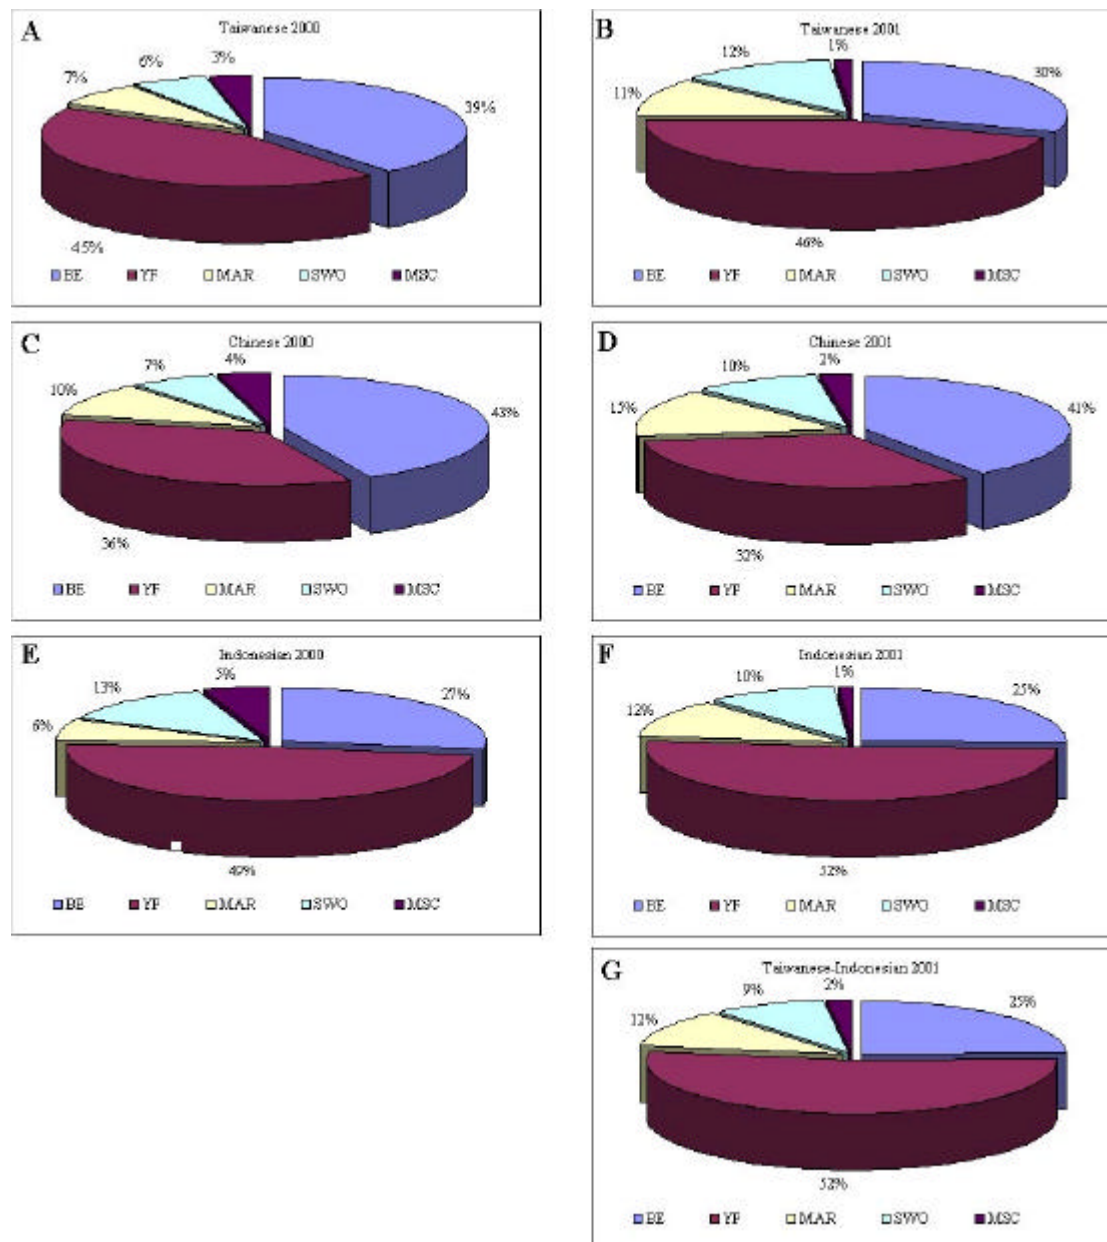 A
Taiwanese 2000
7%
6%
3%
39%
45%
BE YF MAR SWO MSC
B
Taiwanese 2001
11%
12%
1%
30%
46%
BE YF MAR SWO MSC
C
Chinese 2000
10%
7%
4%
43%
36%
BE YF MAR SWO MSC
D
Chinese 2001
15%
10%
2%
41%
32%
BE YF MAR SWO MSC
E
Indonesian 2000
6%
13%
5%
27%
49%
BE YF MAR SWO MSC
F
Indonesian 2001
12%
10%
1%
25%
52%
BE YF MAR SWO MSC
G
Taiwanese-Indonesian 2001
12%
9%
2%
25%
52%
BE YF MAR SWO MSC